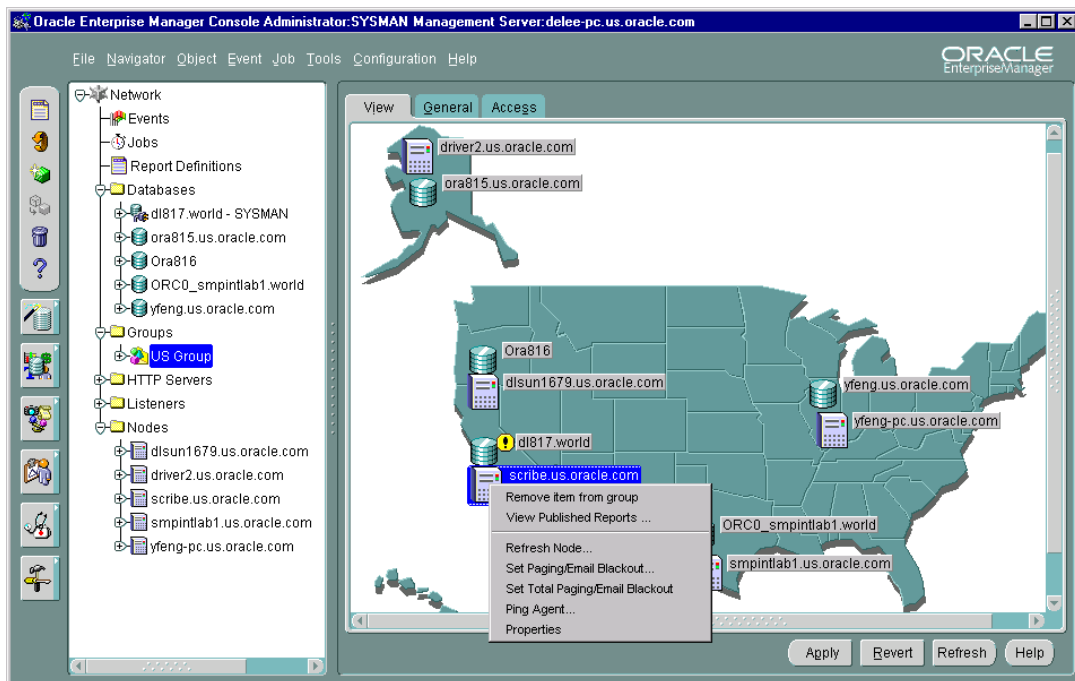 Oracle Enterprise Manager Console Administrator:SYSMAN Management Server:delee-pc.us.oracle.com
File Navigator Object Event Job Tools Configuration Help
ORACLE
EnterpriseManager
Network
Events
Jobs
Report Definitions
Databases
dl817.world - SYSMAN
ora815.us.oracle.com
Ora816
ORC0_smpintlab1.world
yfeng.us.oracle.com
Groups
US Group
HTTP Servers
Listeners
Nodes
dlsun1679.us.oracle.com
driver2.us.oracle.com
scribe.us.oracle.com
smpintlab1.us.oracle.com
yfeng-pc.us.oracle.com
View General Access
driver2.us.oracle.com
ora815.us.oracle.com
Ora816
dlsun1679.us.oracle.com
yfeng.us.oracle.com
yfeng-pc.us.oracle.com
dl817.world
scribe.us.oracle.com
Remove item from group
View Published Reports ...
Refresh Node...
Set Paging/Email Blackout...
Set Total Paging/Email Blackout
Ping Agent...
Properties
ORC0_smpintlab1.world
smpintlab1.us.oracle.com
Apply Revert Refresh Help